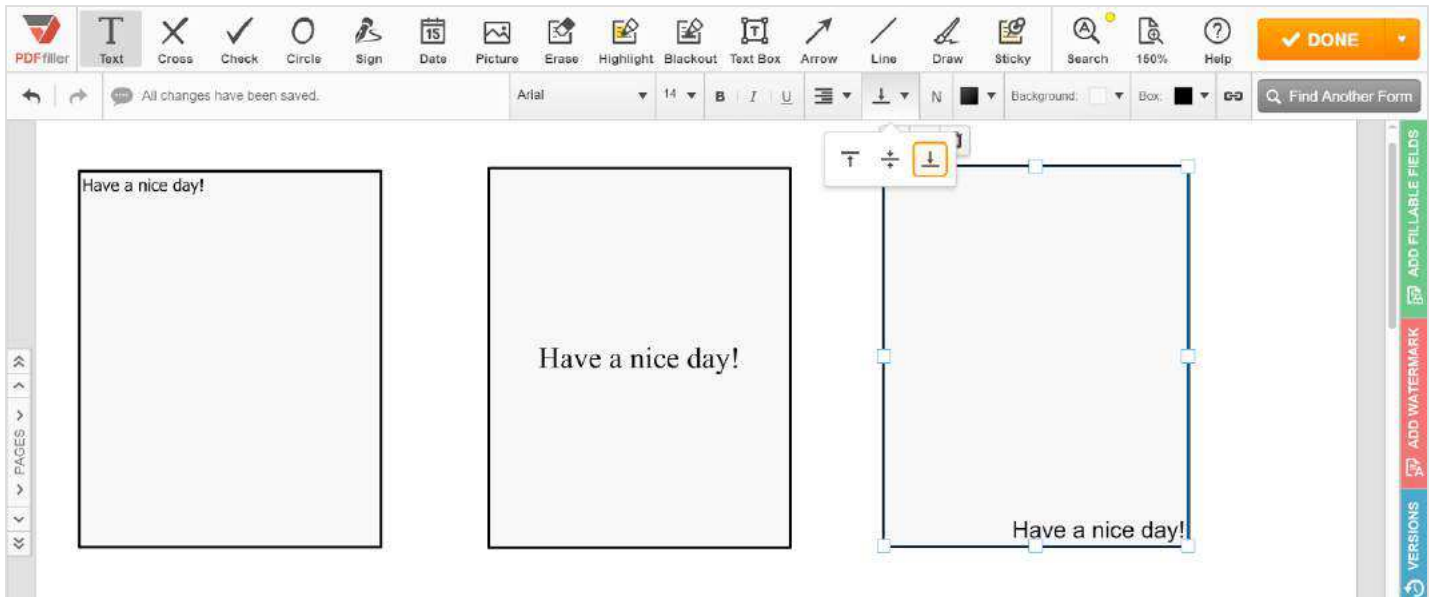 PDFfiller
Text
Cross
Check
Circle
Sign
15
Date
Picture
Erase
Highlight
Blackout
T
Text Box
Arrow
Line
Draw
Sticky
Search
150%
?
Help
DONE
All changes have been saved.
Arial
14
B
I
U
N
Background:
Box:
Find Another Form
Have a nice day!
Have a nice day!
Have a nice day!
PAGES
ADD FILLABLE FIELDS
ADD WATERMARK
VERSIONS